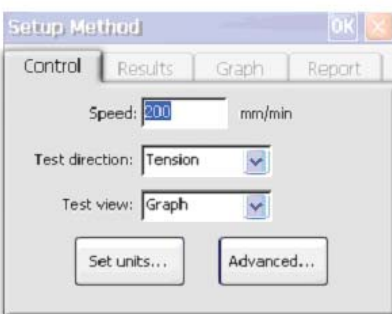 Setup Method OK
Control Results Graph Report
Speed: 200 mm/min
Test direction: Tension
Test view: Graph
Set units... Advanced...